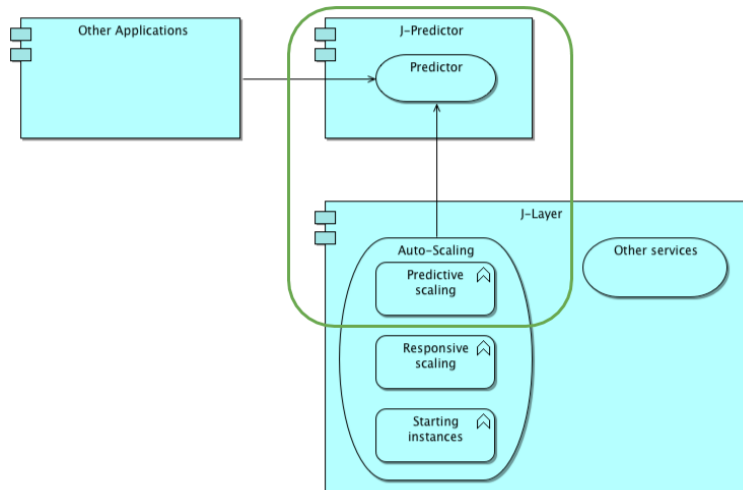 Other Applications
J-Predictor
Predictor
J-Layer
Auto-Scaling
Other services
Predictive
scaling
Responsive
scaling
Starting
instances